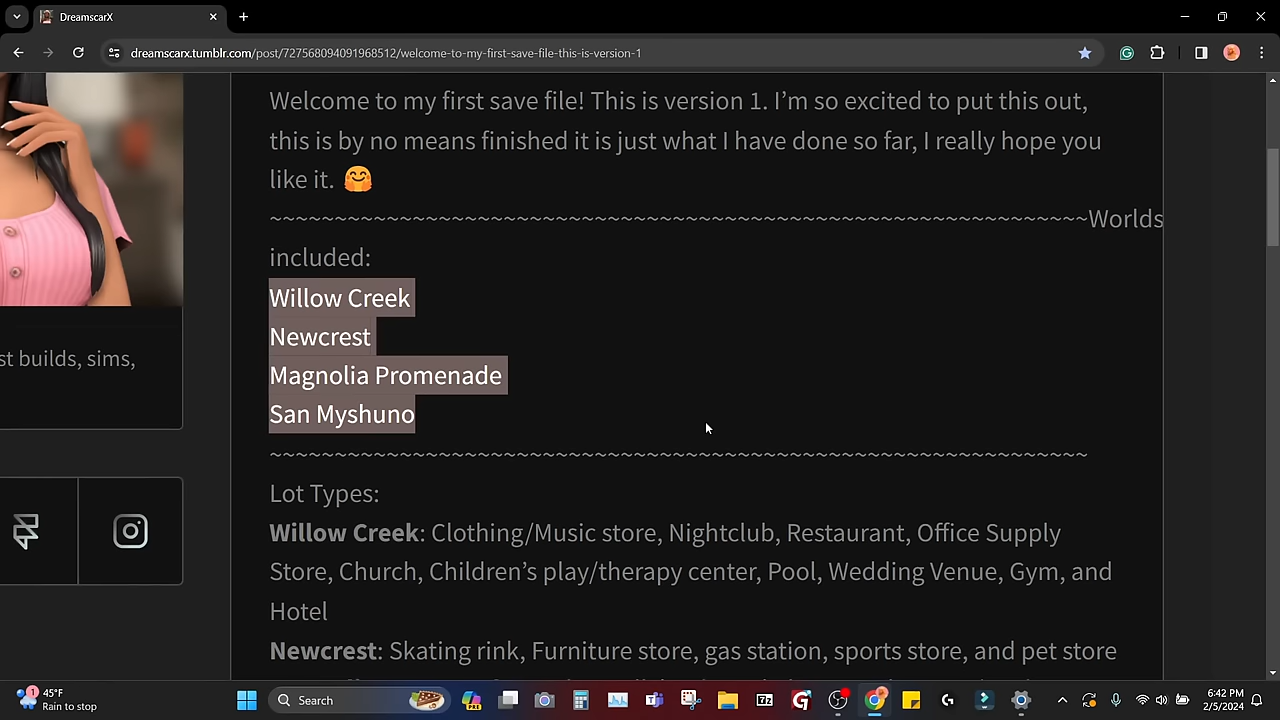 DreamscarX
dreamscarx.tumblr.com/post/727568094091968512/welcome-to-my-first-save-file-this-is-version-1
Welcome to my first save file! This is version 1. I’m so excited to put this out,
this is by no means finished it is just what I have done so far, I really hope you
like it. 🤗
~~~~~~~~~~~~~~~~~~~~~~~~~~~~~~~~~~~~~~~~~~~~~~~~~~~~~~~~~~~~~~~Worlds
included:
Willow Creek
Newcrest
st builds, sims,
Magnolia Promenade
San Myshuno
~~~~~~~~~~~~~~~~~~~~~~~~~~~~~~~~~~~~~~~~~~~~~~~~~~~~~~~~~~~~~~~
Lot Types:
Willow Creek: Clothing/Music store, Nightclub, Restaurant, Office Supply
Store, Church, Children’s play/therapy center, Pool, Wedding Venue, Gym, and
Hotel
Newcrest: Skating rink, Furniture store, gas station, sports store, and pet store
1
45°F
Rain to stop
Search
6:42 PM
2/5/2024